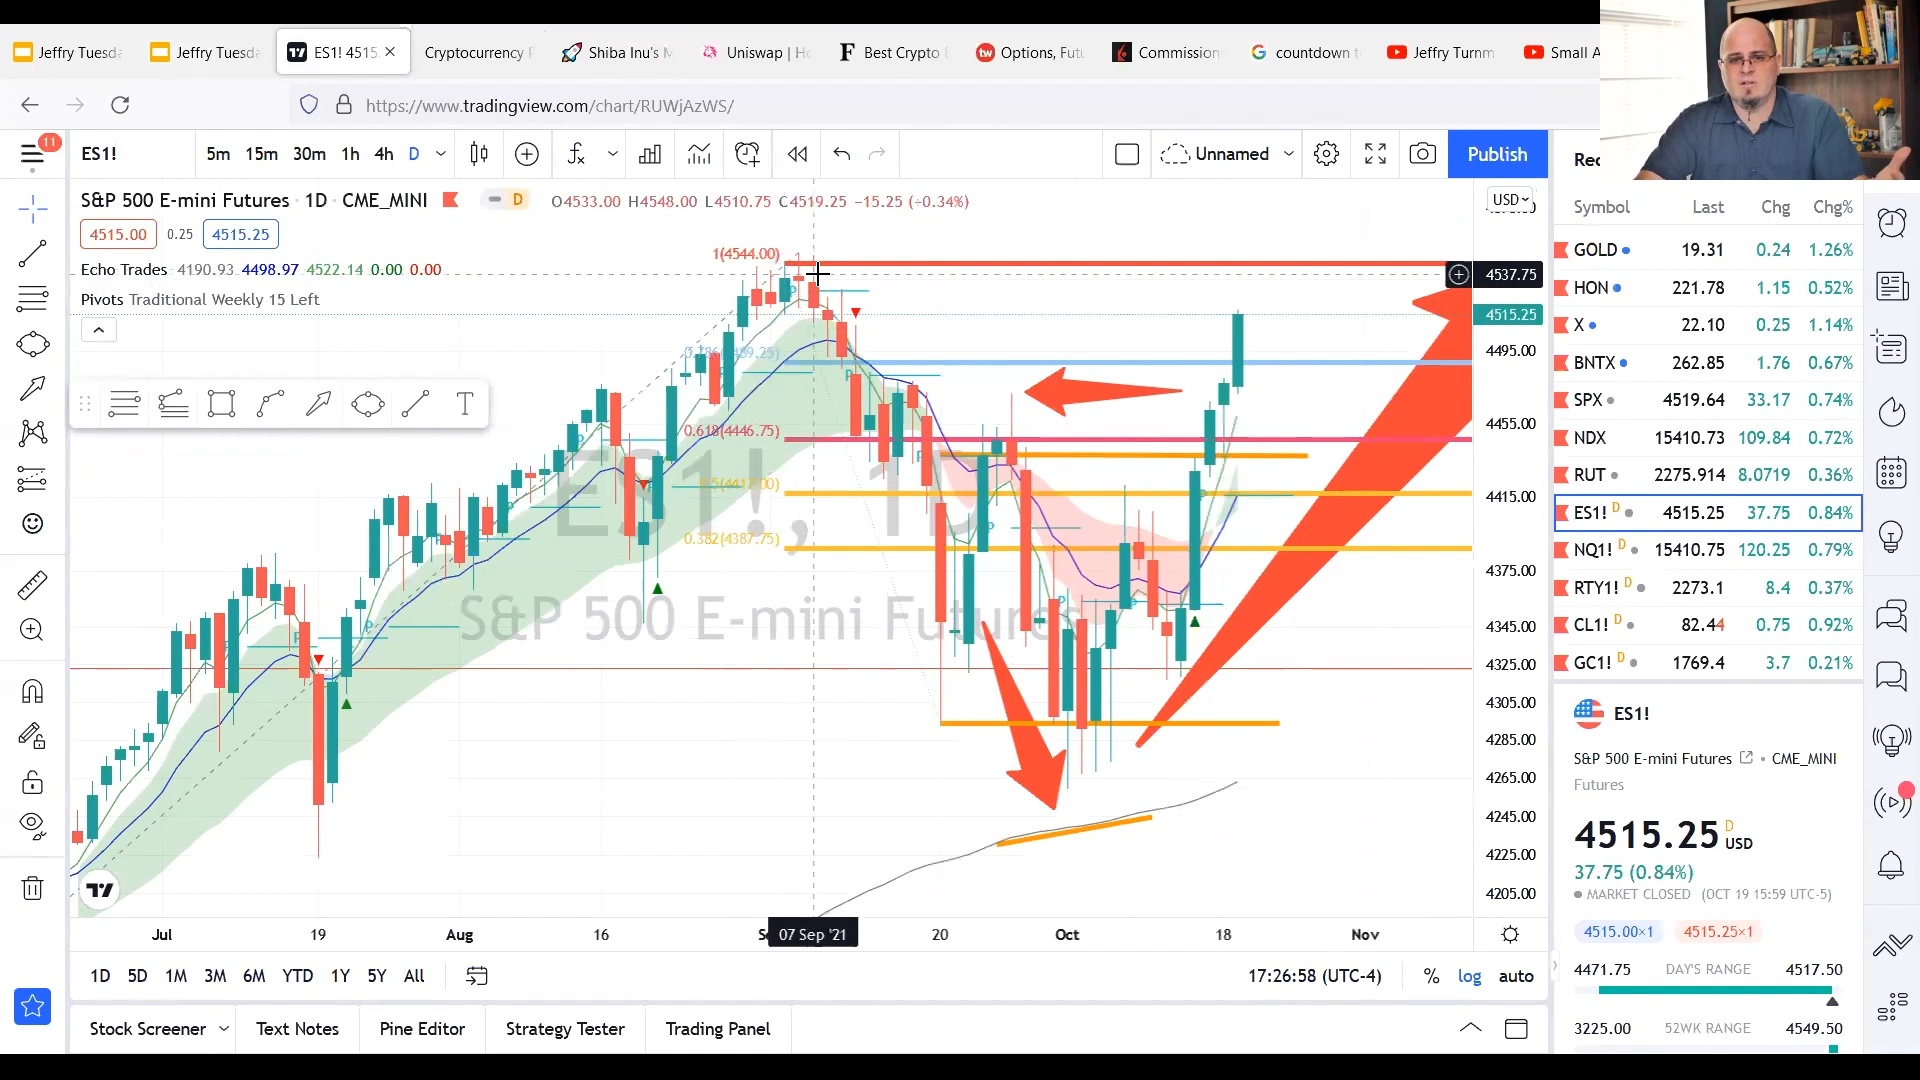 Jeffry Tuesda
Jeffry Tuesda
ES1! 4515.
Cryptocurrency P
Shiba Inu's M
Uniswap | Ho
Best Crypto E
Options, Futu
Commission
countdown t
Jeffry Turnm
Small A
https://www.tradingview.com/chart/RUWjAzWS/
11
ES1!
5m 15m 30m 1h 4h D
Unnamed
Publish
S&P 500 E-mini Futures · 1D · CME_MINI
D
O4533.00 H4548.00 L4510.75 C4519.25 −15.25 (−0.34%)
4515.00 0.25 4515.25
Echo Trades 4190.93 4498.97 4522.14 0.00 0.00
Pivots Traditional Weekly 15 Left
1(4544.00)
0.618(4446.75)
0.382(4387.75)
ES1!, 1D
S&P 500 E-mini Futures
USD
4537.75
4515.25
4495.00
4455.00
4415.00
4375.00
4345.00
4325.00
4305.00
4285.00
4265.00
4245.00
4225.00
4205.00
Jul 19 Aug 16 07 Sep '21 20 Oct 18 Nov
1D 5D 1M 3M 6M YTD 1Y 5Y All
17:26:58 (UTC-4) % log auto
Stock Screener Text Notes Pine Editor Strategy Tester Trading Panel
Symbol Last Chg Chg%
GOLD 19.31 0.24 1.26%
HON 221.78 1.15 0.52%
X 22.10 0.25 1.14%
BNTX 262.85 1.76 0.67%
SPX 4519.64 33.17 0.74%
NDX 15410.73 109.84 0.72%
RUT 2275.914 8.0719 0.36%
ES1! D 4515.25 37.75 0.84%
NQ1! D 15410.75 120.25 0.79%
RTY1! D 2273.1 8.4 0.37%
CL1! D 82.44 0.75 0.92%
GC1! D 1769.4 3.7 0.21%
ES1!
S&P 500 E-mini Futures · CME_MINI
Futures
4515.25 D USD
37.75 (0.84%)
MARKET CLOSED (OCT 19 15:59 UTC-5)
4515.00×1 4515.25×1
4471.75 DAY'S RANGE 4517.50
3225.00 52WK RANGE 4549.50